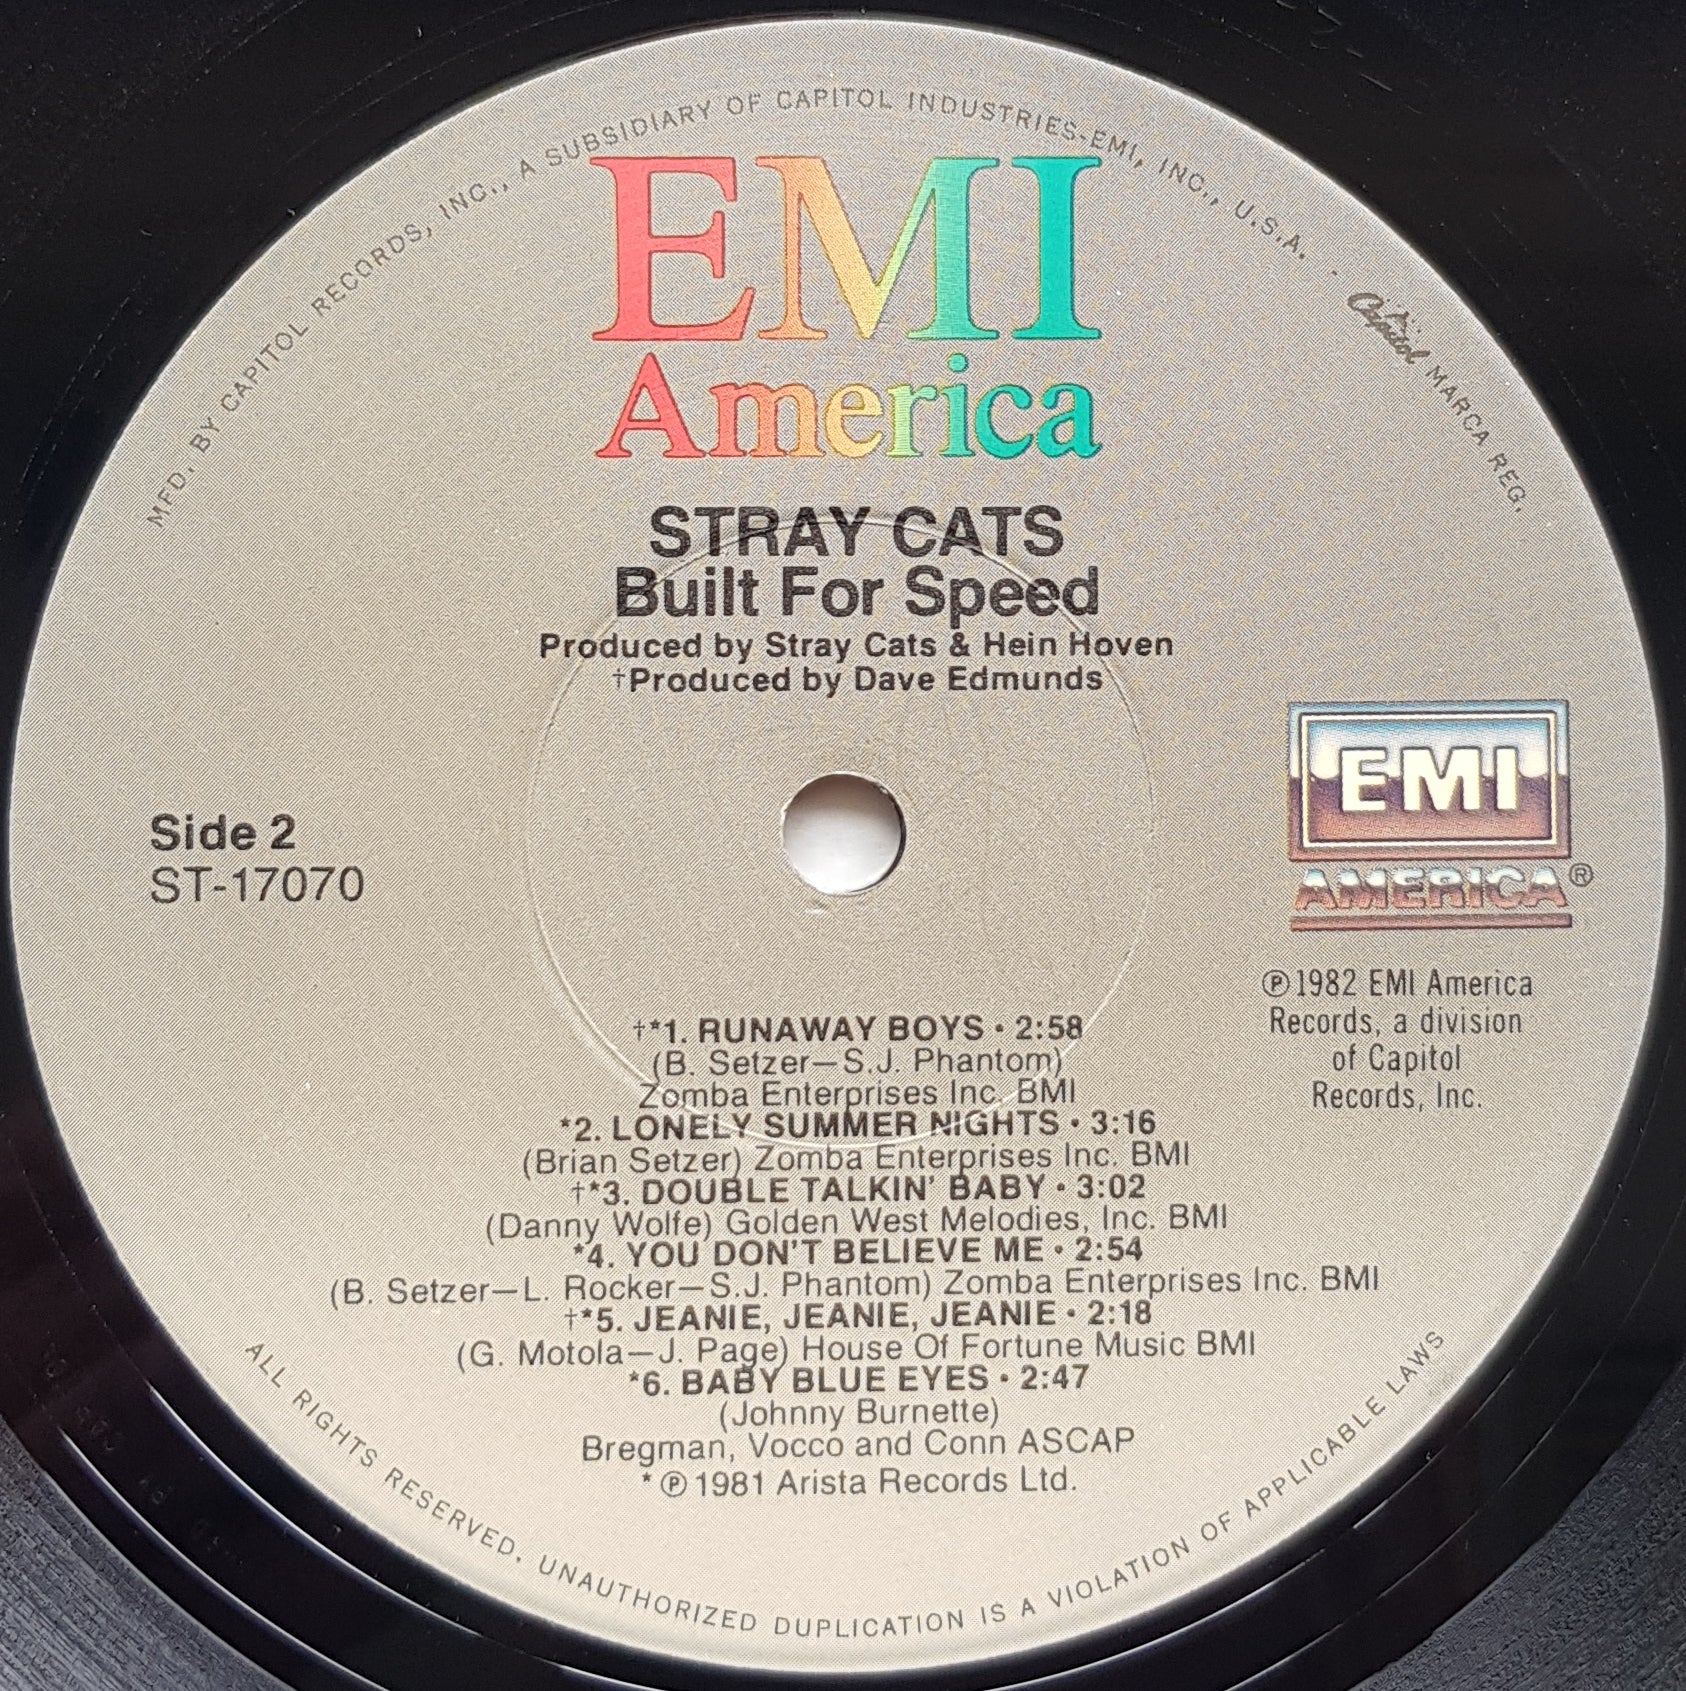 MFD. BY CAPITOL RECORDS, INC., A SUBSIDIARY OF CAPITOL INDUSTRIES-EMI, INC., U.S.A. · Capitol MARCA REG.
EMI
America
STRAY CATS
Built For Speed
Produced by Stray Cats & Hein Hoven
†Produced by Dave Edmunds
Side 2
ST-17070
EMI
AMERICA®
℗1982 EMI America
Records, a division
of Capitol
Records, Inc.
†*1. RUNAWAY BOYS • 2:58
(B. Setzer—S.J. Phantom)
Zomba Enterprises Inc. BMI
*2. LONELY SUMMER NIGHTS • 3:16
(Brian Setzer) Zomba Enterprises Inc. BMI
†*3. DOUBLE TALKIN' BABY • 3:02
(Danny Wolfe) Golden West Melodies, Inc. BMI
*4. YOU DON'T BELIEVE ME • 2:54
(B. Setzer—L. Rocker—S.J. Phantom) Zomba Enterprises Inc. BMI
†*5. JEANIE, JEANIE, JEANIE • 2:18
(G. Motola—J. Page) House Of Fortune Music BMI
*6. BABY BLUE EYES • 2:47
(Johnny Burnette)
Bregman, Vocco and Conn ASCAP
* ℗1981 Arista Records Ltd.
ALL RIGHTS RESERVED. UNAUTHORIZED DUPLICATION IS A VIOLATION OF APPLICABLE LAWS